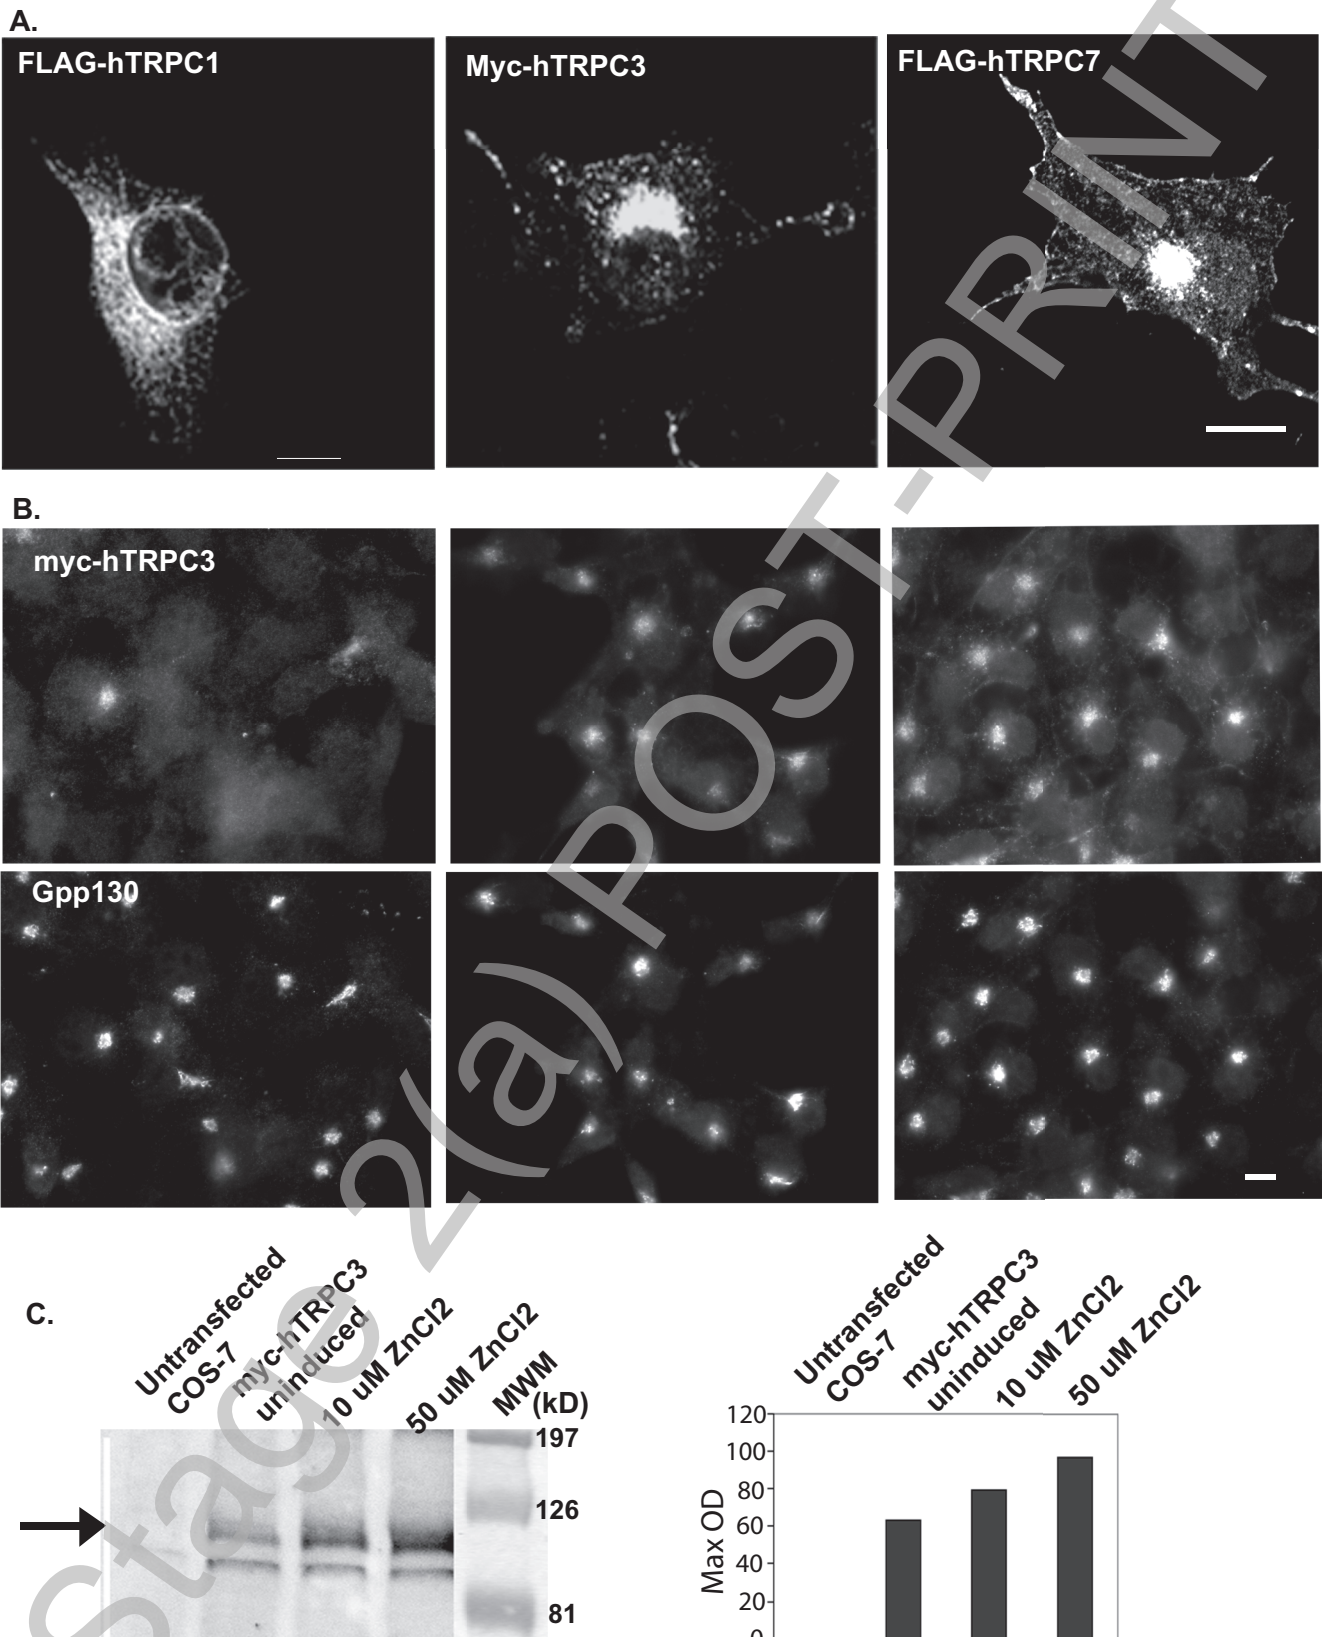 A.
FLAG-hTRPC1
Myc-hTRPC3
FLAG-hTRPC7
B.
myc-hTRPC3
Gpp130
C.
Untransfected
COS-7
myc-hTRPC3
uninduced
10 uM ZnCl2
50 uM ZnCl2
MWM
(kD)
197
126
81
Untransfected
COS-7
myc-hTRPC3
uninduced
10 uM ZnCl2
50 uM ZnCl2
Max OD
120
100
80
60
40
20
0
Stage 2(a) POST-PRINT